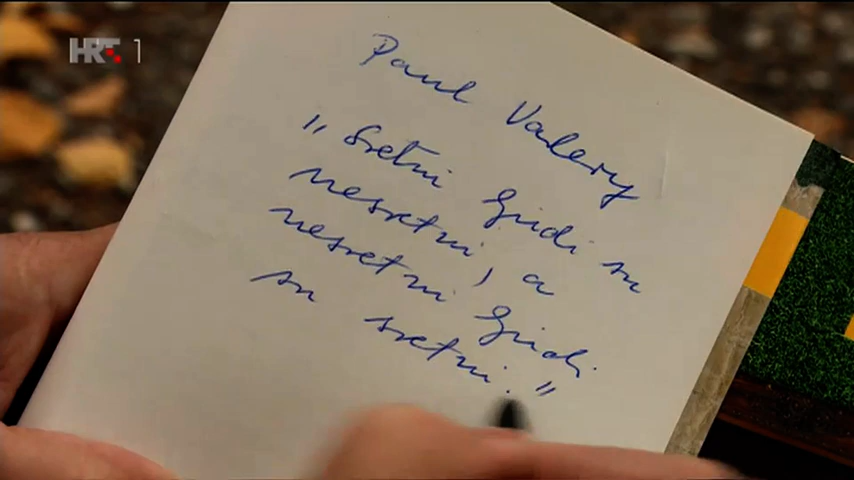 HRT 1
Paul Valery
„Sretni ljudi su
nesretni, a
nesretni ljudi
su sretni."